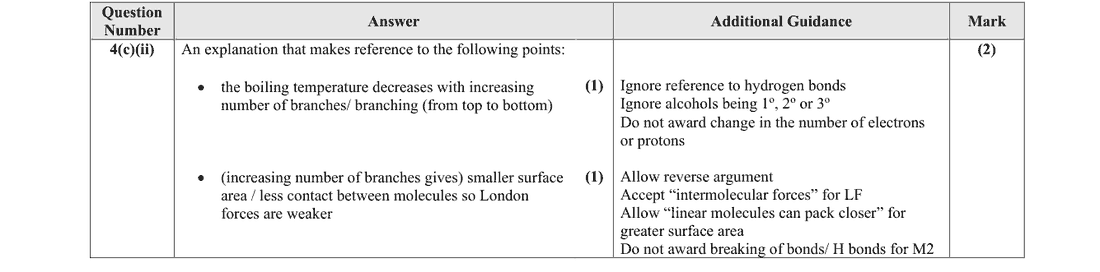 Question Number Answer Additional Guidance Mark
4(c)(ii) An explanation that makes reference to the following points: (2)
• the boiling temperature decreases with increasing (1) Ignore reference to hydrogen bonds
number of branches/ branching (from top to bottom) Ignore alcohols being 1º, 2º or 3º
Do not award change in the number of electrons
or protons
• (increasing number of branches gives) smaller surface (1) Allow reverse argument
area / less contact between molecules so London Accept “intermolecular forces” for LF
forces are weaker Allow “linear molecules can pack closer” for
greater surface area
Do not award breaking of bonds/ H bonds for M2